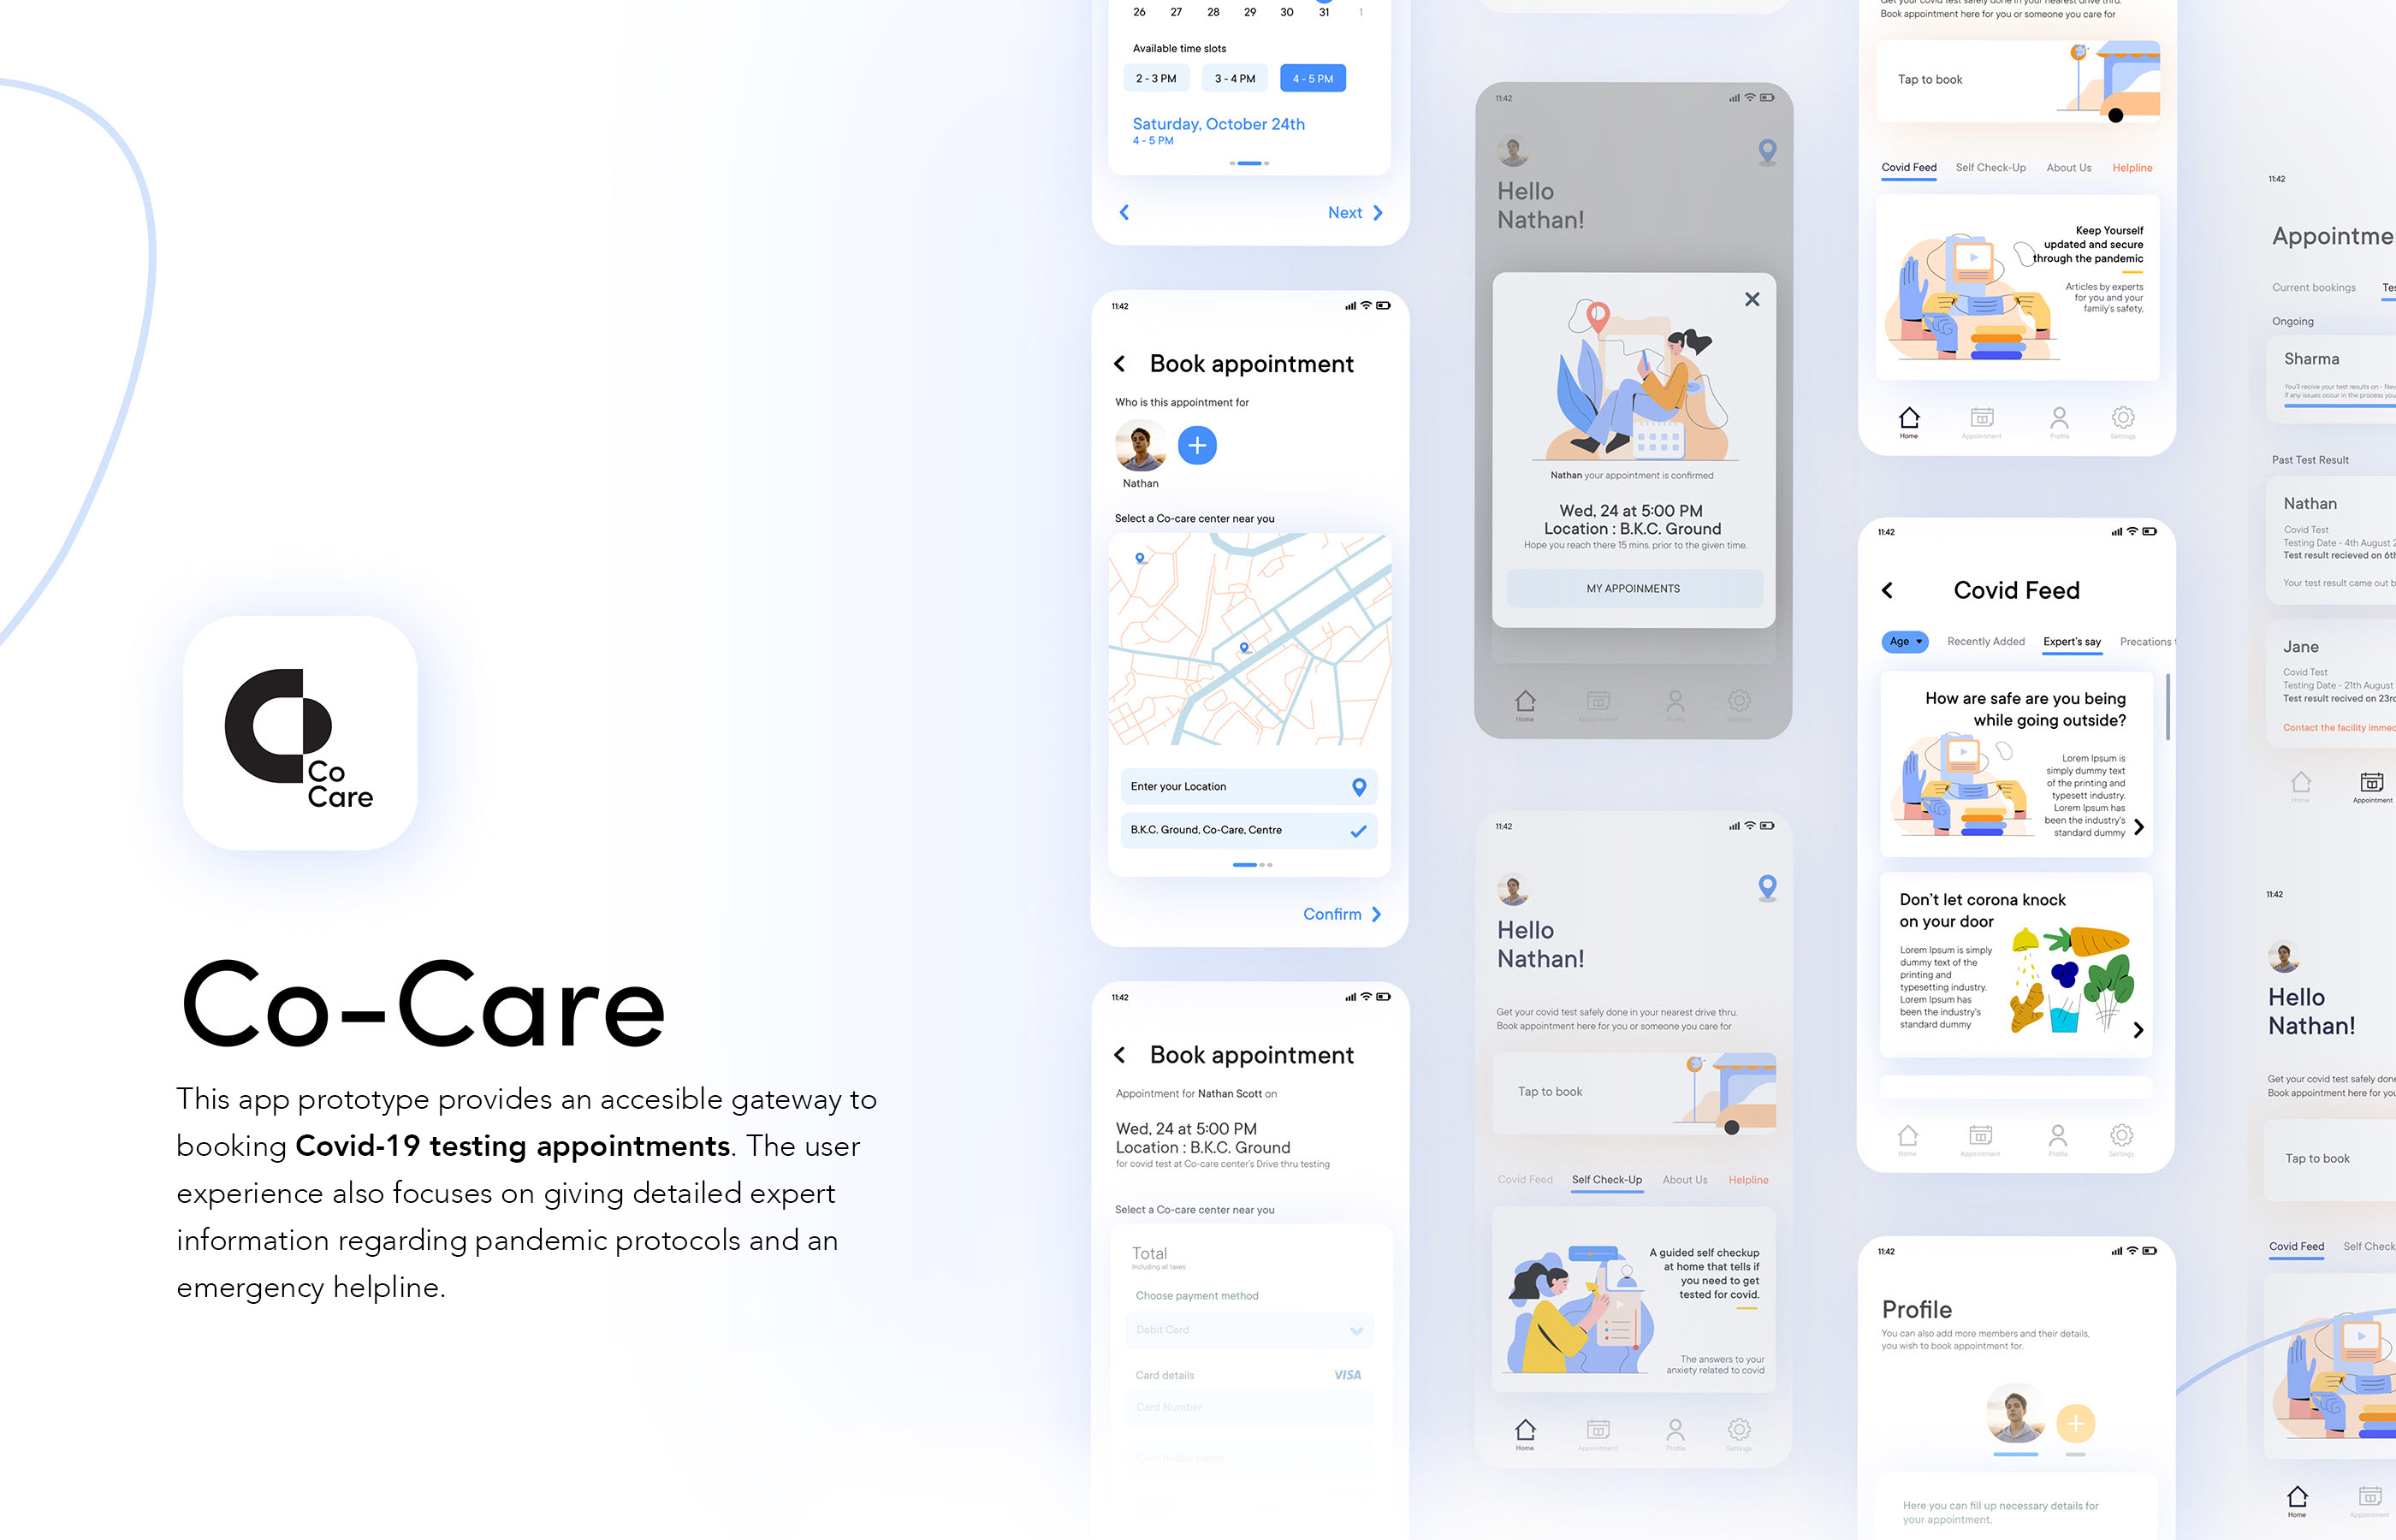 Co
Care
Co-Care
This app prototype provides an accesible gateway to
booking Covid-19 testing appointments. The user
experience also focuses on giving detailed expert
information regarding pandemic protocols and an
emergency helpline.
26 27 28 29 30 31 1
Available time slots
2 - 3 PM 3 - 4 PM 4 - 5 PM
Saturday, October 24th
4 - 5 PM
Next
11:42
Book appointment
Who is this appointment for
Nathan
Select a Co-care center near you
Enter your Location
B.K.C. Ground, Co-Care, Centre
Confirm
11:42
Book appointment
Appointment for Nathan Scott on
Wed, 24 at 5:00 PM
Location : B.K.C. Ground
for covid test at Co-care center's Drive thru testing
Select a Co-care center near you
Total
Including all taxes
Choose payment method
Debit Card
Card details VISA
Card Number
Card holder name
11:42
Hello
Nathan!
Nathan your appointment is confirmed
Wed, 24 at 5:00 PM
Location : B.K.C. Ground
Hope you reach there 15 mins. prior to the given time.
MY APPOINMENTS
Home Appointment Profile Settings
11:42
Hello
Nathan!
Get your covid test safely done in your nearest drive thru.
Book appointment here for you or someone you care for
Tap to book
Covid Feed Self Check-Up About Us Helpline
A guided self checkup
at home that tells if
you need to get
tested for covid.
The answers to your
anxiety related to covid
Home Appointment Profile Settings
Get your covid test safely done in your nearest drive thru.
Book appointment here for you or someone you care for
Tap to book
Covid Feed Self Check-Up About Us Helpline
Keep Yourself
updated and secure
through the pandemic
Articles by experts
for you and your
family's safety.
Home Appointment Profile Settings
11:42
Covid Feed
Age Recently Added Expert's say Precations
How are safe are you being
while going outside?
Lorem Ipsum is
simply dummy text
of the printing and
typesett industry.
Lorem Ipsum has
been the industry's
standard dummy
Don't let corona knock
on your door
Lorem Ipsum is simply
dummy text of the
printing and
typesetting industry.
Lorem Ipsum has
been the industry's
standard dummy
Home Appointment Profile Settings
11:42
Profile
You can also add more members and their details,
you wish to book appointment for.
Here you can fill up necessary details for
your appointment.
11:42
Appointme
Current bookings Tes
Ongoing
Sharma
You'll recive your test results on - Nov
If any issues occur in the process you
Past Test Result
Nathan
Covid Test
Testing Date - 4th August 2
Test result recieved on 6th
Your test result came out b
Jane
Covid Test
Testing Date - 21th August
Test result recived on 23rd
Contact the facility immed
Home Appointment
11:42
Hello
Nathan!
Get your covid test safely done
Book appointment here for you
Tap to book
Covid Feed Self Check
Home Appointment